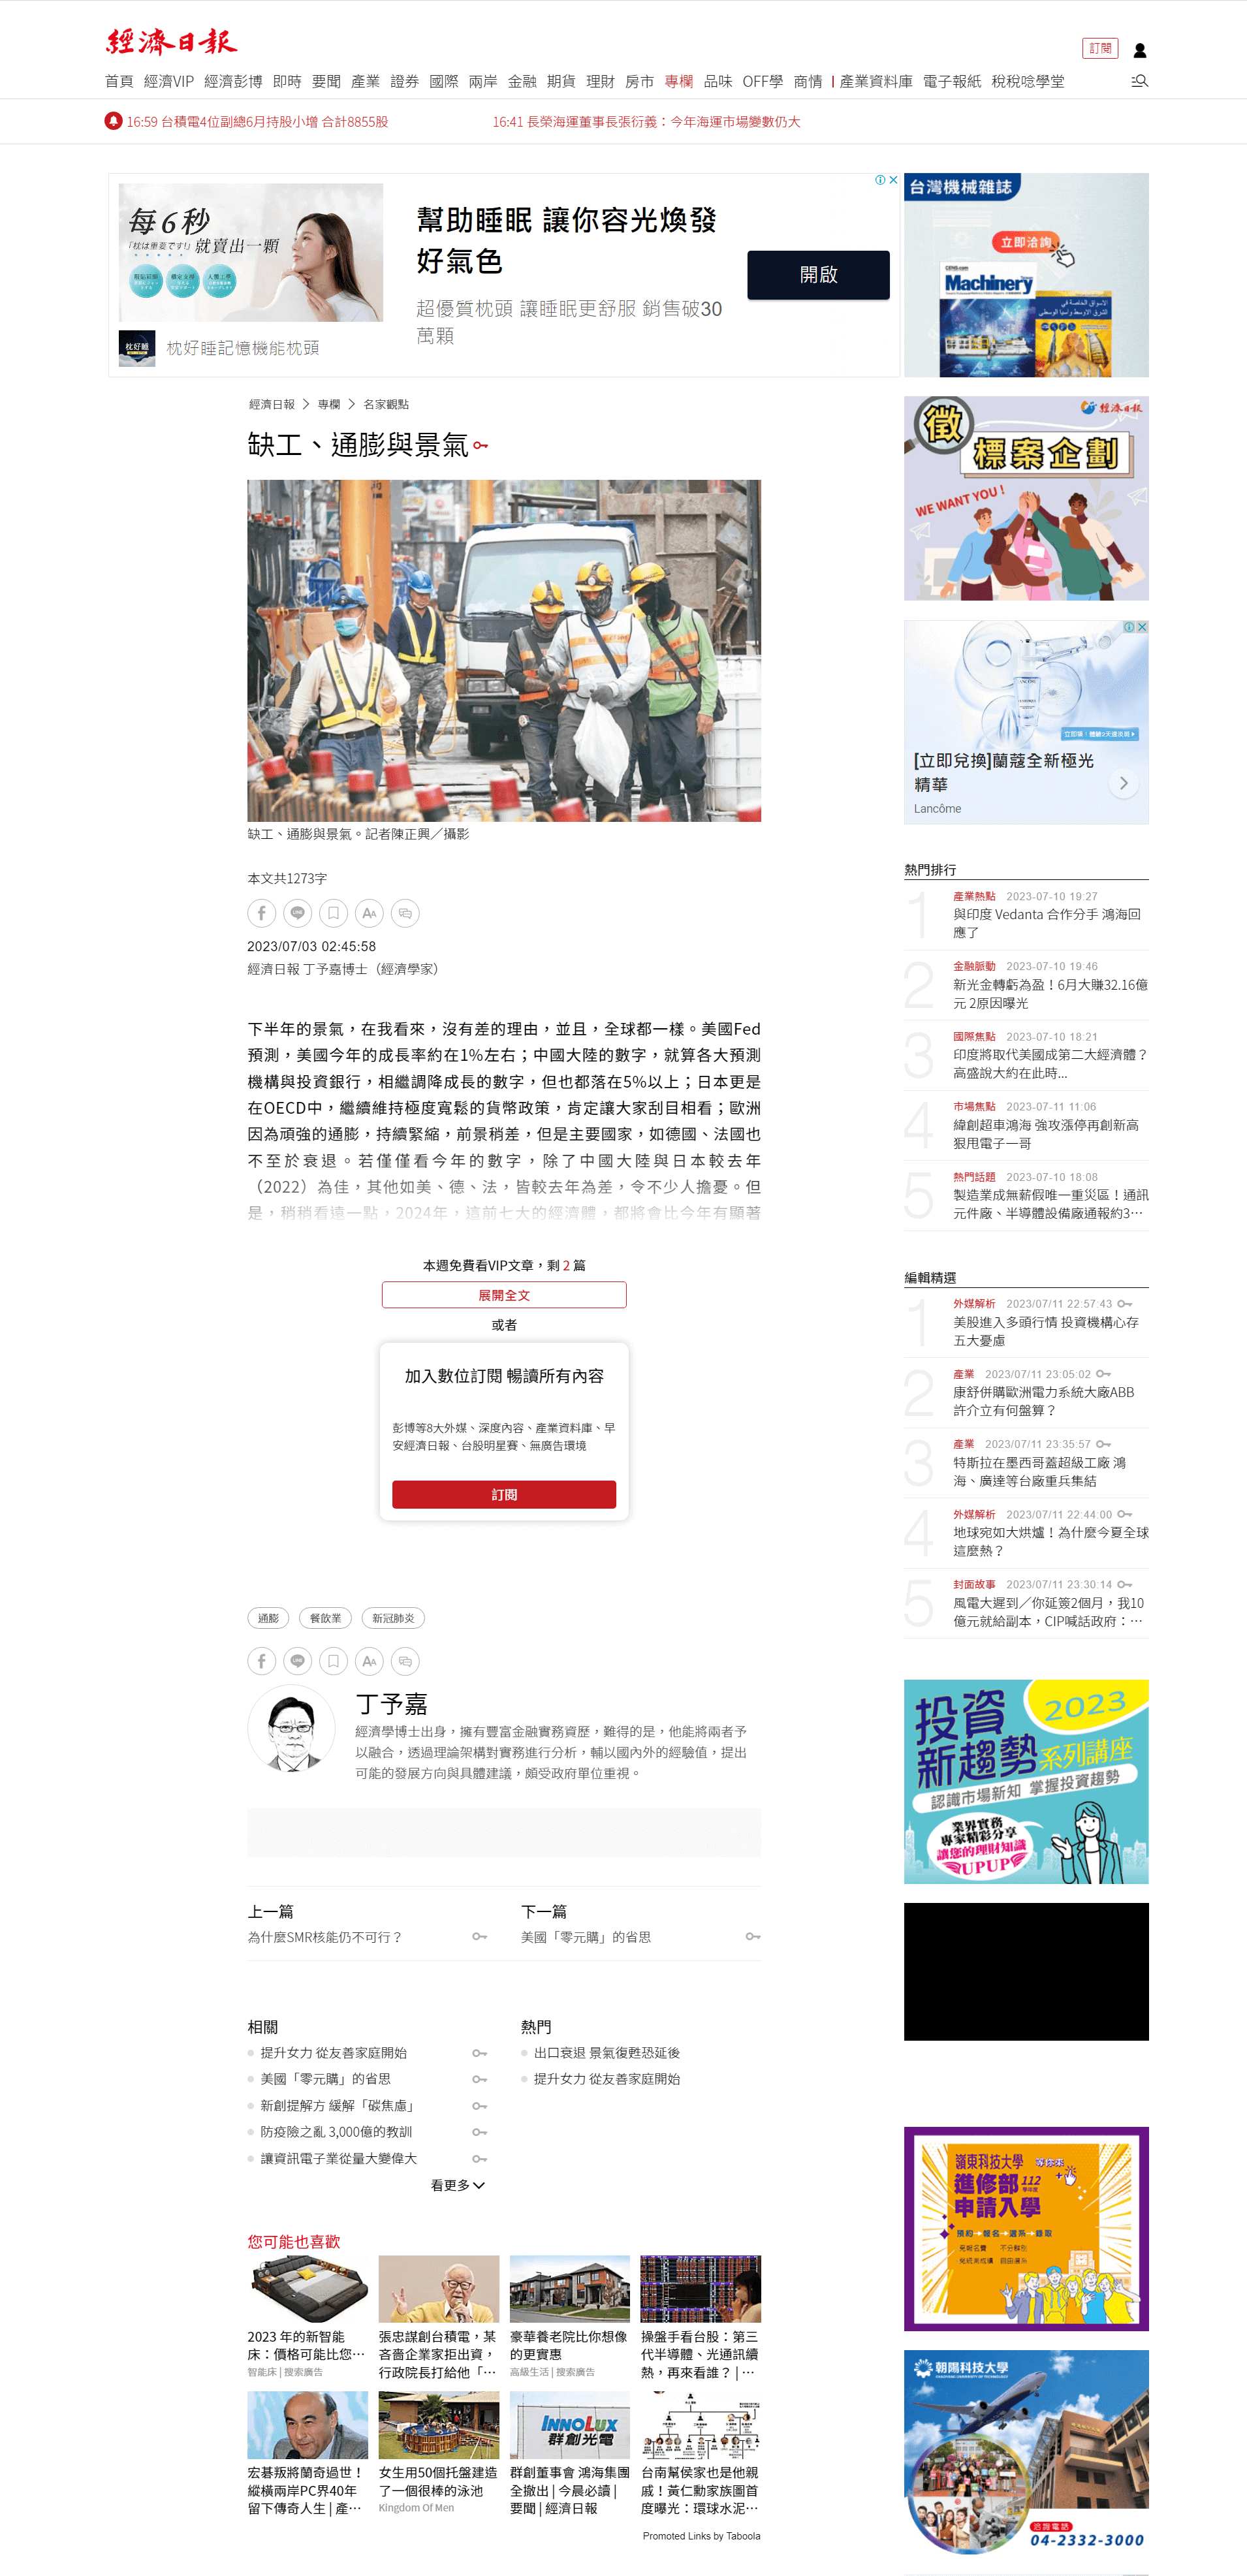 經濟日報
訂閱
首頁 經濟VIP 經濟彭博 即時 要聞 產業 證券 國際 兩岸 金融 期貨 理財 房市 專欄 品味 OFF學 商情 產業資料庫 電子報紙 稅稅唸學堂
16:59 台積電4位副總6月持股小增 合計8855股
16:41 長榮海運董事長張衍義：今年海運市場變數仍大
每6秒
「枕は重要です!」就賣出一顆
幫助睡眠 讓你容光煥發
好氣色
超優質枕頭 讓睡眠更舒服 銷售破30
萬顆
開啟
枕好睡
枕好睡記憶機能枕頭
台灣機械雜誌
立即洽詢
CENS.com
Machinery
經濟日報
徵
標案企劃
WE WANT YOU !
立即領！體驗2天進淡斑
[立即兌換]蘭蔻全新極光
精華
Lancôme
經濟日報 > 專欄 > 名家觀點
缺工、通膨與景氣
缺工、通膨與景氣。記者陳正興／攝影
本文共1273字
2023/07/03 02:45:58
經濟日報 丁予嘉博士（經濟學家）
下半年的景氣，在我看來，沒有差的理由，並且，全球都一樣。美國Fed
預測，美國今年的成長率約在1%左右；中國大陸的數字，就算各大預測
機構與投資銀行，相繼調降成長的數字，但也都落在5%以上；日本更是
在OECD中，繼續維持極度寬鬆的貨幣政策，肯定讓大家刮目相看；歐洲
因為頑強的通膨，持續緊縮，前景稍差，但是主要國家，如德國、法國也
不至於衰退。若僅僅看今年的數字，除了中國大陸與日本較去年
（2022）為佳，其他如美、德、法，皆較去年為差，令不少人擔憂。但
是，稍稍看遠一點，2024年，這前七大的經濟體，都將會比今年有顯著
本週免費看VIP文章，剩 2 篇
展開全文
或者
加入數位訂閱 暢讀所有內容
彭博等8大外媒、深度內容、產業資料庫、早
安經濟日報、台股明星賽、無廣告環境
訂閱
通膨 餐飲業 新冠肺炎
丁予嘉
經濟學博士出身，擁有豐富金融實務資歷，難得的是，他能將兩者予
以融合，透過理論架構對實務進行分析，輔以國內外的經驗值，提出
可能的發展方向與具體建議，頗受政府單位重視。
上一篇
為什麼SMR核能仍不可行？
下一篇
美國「零元購」的省思
相關
提升女力 從友善家庭開始
美國「零元購」的省思
新創提解方 緩解「碳焦慮」
防疫險之亂 3,000億的教訓
讓資訊電子業從量大變偉大
看更多
熱門
出口衰退 景氣復甦恐延後
提升女力 從友善家庭開始
您可能也喜歡
2023 年的新智能
床：價格可能比您…
智能床 | 搜索廣告
張忠謀創台積電，某
吝嗇企業家拒出資，
行政院長打給他「…
豪華養老院比你想像
的更實惠
高級生活 | 搜索廣告
操盤手看台股：第三
代半導體、光通訊續
熱，再來看誰？ | …
宏碁叛將蘭奇過世！
縱橫兩岸PC界40年
留下傳奇人生 | 產…
女生用50個托盤建造
了一個很棒的泳池
Kingdom Of Men
INNOLUX
群創光電
群創董事會 鴻海集團
全撤出 | 今晨必讀 |
要聞 | 經濟日報
台南幫侯家也是他親
戚！黃仁勳家族圖首
度曝光：環球水泥…
Promoted Links by Taboola
熱門排行
1 產業熱點 2023-07-10 19:27
與印度 Vedanta 合作分手 鴻海回
應了
2 金融脈動 2023-07-10 19:46
新光金轉虧為盈！6月大賺32.16億
元 2原因曝光
3 國際焦點 2023-07-10 18:21
印度將取代美國成第二大經濟體？
高盛說大約在此時...
4 市場焦點 2023-07-11 11:06
緯創超車鴻海 強攻漲停再創新高
狠甩電子一哥
5 熱門話題 2023-07-10 18:08
製造業成無薪假唯一重災區！通訊
元件廠、半導體設備廠通報約3…
編輯精選
1 外媒解析 2023/07/11 22:57:43
美股進入多頭行情 投資機構心存
五大憂慮
2 產業 2023/07/11 23:05:02
康舒併購歐洲電力系統大廠ABB
許介立有何盤算？
3 產業 2023/07/11 23:35:57
特斯拉在墨西哥蓋超級工廠 鴻
海、廣達等台廠重兵集結
4 外媒解析 2023/07/11 22:44:00
地球宛如大烘爐！為什麼今夏全球
這麼熱？
5 封面故事 2023/07/11 23:30:14
風電大遲到／你延簽2個月，我10
億元就給副本，CIP喊話政府：…
投資
新趨勢
2023
系列講座
認識市場新知 掌握投資趨勢
業界實務
專家精彩分享
讓您的理財知識
UPUP
嶺東科技大學
等你來
進修部
112
學年度
申請入學
預約→報名→選系→錄取
朝陽科技大學
洽詢電話
04-2332-3000